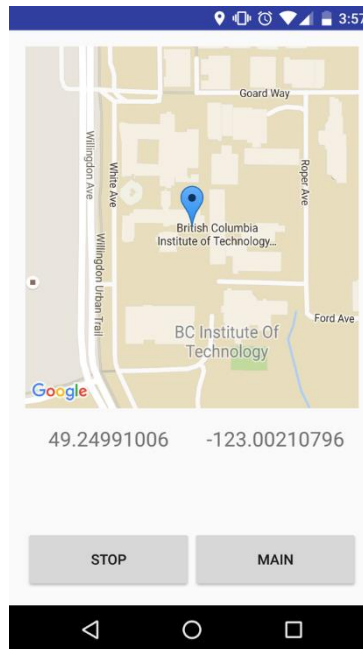 3:57
Goard Way
Willingdon Ave
White Ave
Roper Ave
British Columbia
Institute of Technology...
Willingdon Urban Trail
Ford Ave
BC Institute Of
Technology
Google
49.24991006 -123.00210796
STOP MAIN